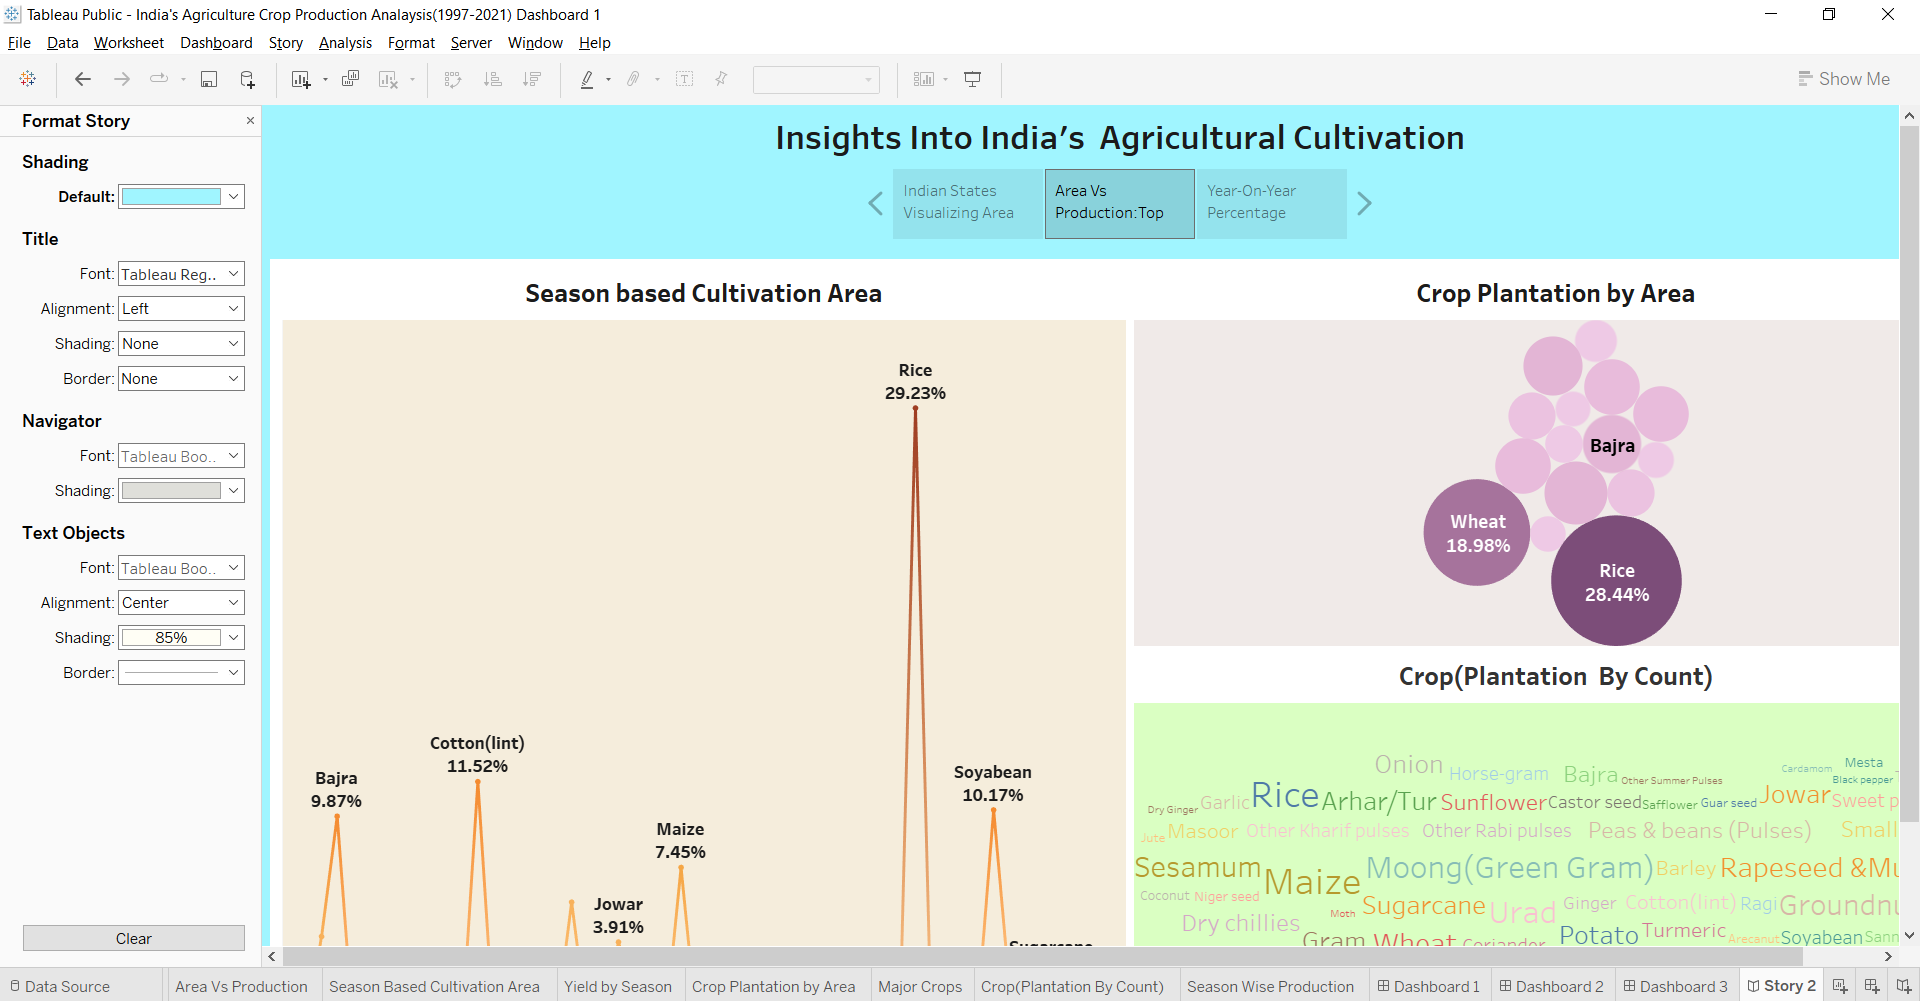 Tableau Public - India's Agriculture Crop Production Analaysis(1997-2021) Dashboard 1
File Data Worksheet Dashboard Story Analysis Format Server Window Help
Show Me
Format Story
Shading
Default:
Title
Font: Tableau Reg..
Alignment: Left
Shading: None
Border: None
Navigator
Font: Tableau Boo..
Shading:
Text Objects
Font: Tableau Boo..
Alignment: Center
Shading: 85%
Border:
Clear
Insights Into India's Agricultural Cultivation
Indian States
Visualizing Area
Area Vs
Production:Top
Year-On-Year
Percentage
Season based Cultivation Area
Rice
29.23%
Cotton(lint)
11.52%
Bajra
9.87%
Soyabean
10.17%
Maize
7.45%
Jowar
3.91%
Sugarcane
Crop Plantation by Area
Bajra
Wheat
18.98%
Rice
28.44%
Crop(Plantation By Count)
Onion Horse-gram Bajra Other Summer Pulses Cardamom Mesta
Black pepper
Dry Ginger Garlic Rice Arhar/Tur Sunflower Castor seed Safflower Guar seed Jowar Sweet p
Jute Masoor Other Kharif pulses Other Rabi pulses Peas & beans (Pulses) Small
Sesamum Maize Moong(Green Gram) Barley Rapeseed &Mu
Coconut Niger seed Sugarcane Urad Ginger Cotton(lint) Ragi Groundnu
Dry chillies Moth
Gram Wheat Coriander Potato Turmeric Arecanut Soyabean Sann
Data Source Area Vs Production Season Based Cultivation Area Yield by Season Crop Plantation by Area Major Crops Crop(Plantation By Count) Season Wise Production Dashboard 1 Dashboard 2 Dashboard 3 Story 2